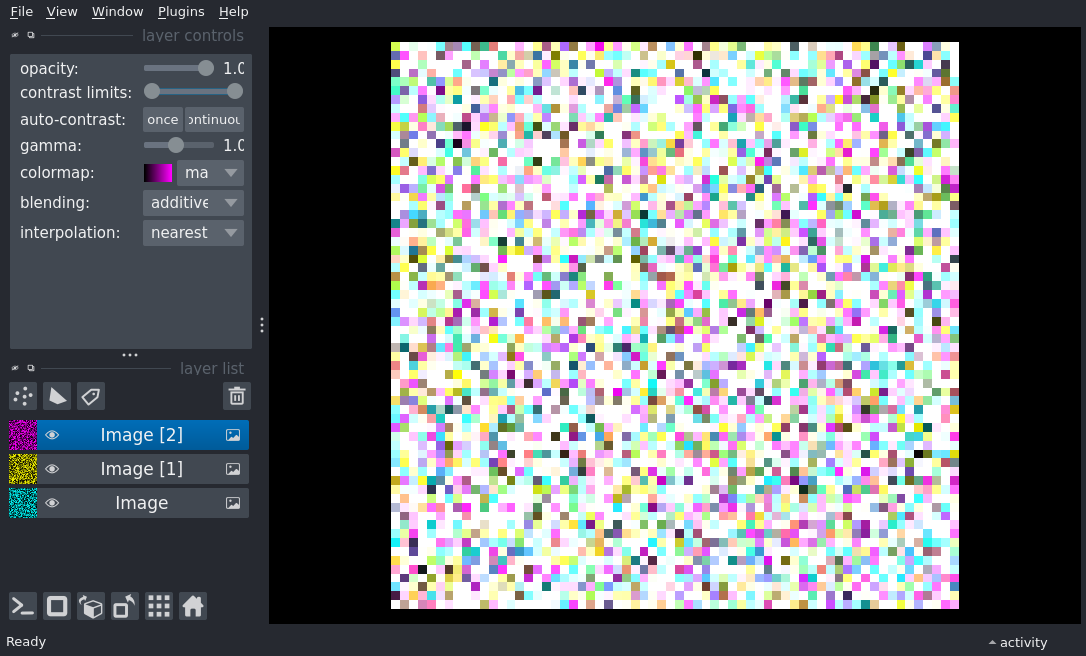 File View Window Plugins Help
layer controls
opacity: 1.0
contrast limits:
auto-contrast: once ontinuou
gamma: 1.0
colormap: ma
blending: additive
interpolation: nearest
layer list
Image [2]
Image [1]
Image
Ready
activity